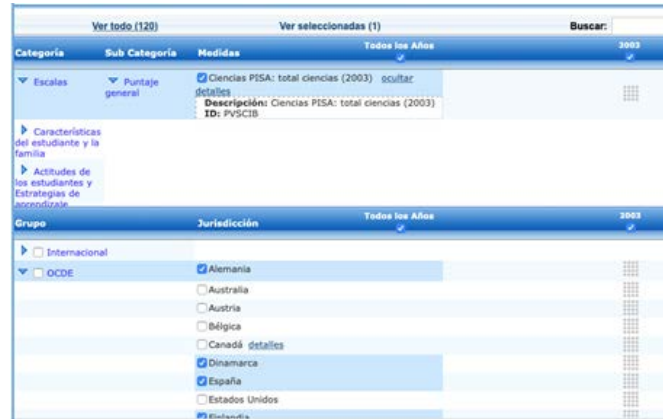 Ver todo (120) Ver seleccionadas (1) Buscar:
Todos los Años 2003
Categoría Sub Categoría Medidas
Escalas Puntaje general Ciencias PISA: total ciencias (2003) ocultar detalles
Descripción: Ciencias PISA: total ciencias (2003)
ID: PVSCIB
Características
del estudiante y la
familia
Actitudes de
los estudiantes y
Estrategias de
aprendizaje
Todos los Años 2003
Grupo Jurisdicción
Internacional
OCDE Alemania
Australia
Austria
Bélgica
Canadá detalles
Dinamarca
España
Estados Unidos
Finlandia